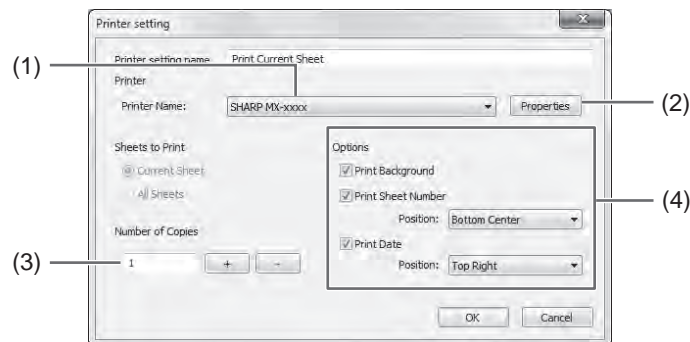 Printer setting
Printer setting name Print Current Sheet
(1)
Printer
Printer Name: SHARP MX-xxxx Properties
(2)
Sheets to Print
Options
Current Sheet
Print Background
All Sheets
Print Sheet Number
(4)
Position: Bottom Center
Number of Copies
Print Date
(3)
1 + -
Position: Top Right
OK Cancel